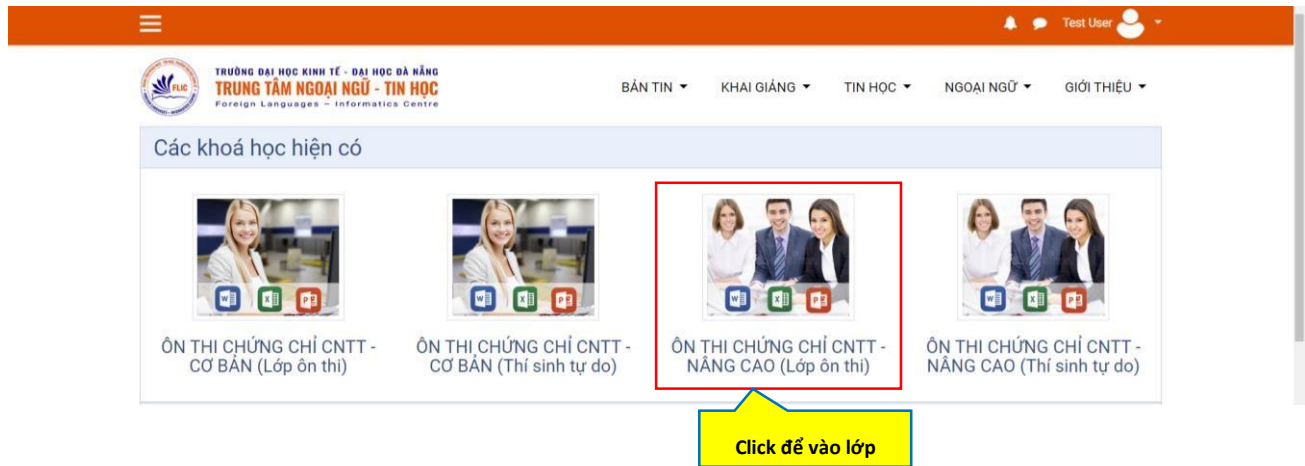 Test User
FLIC
TRƯỜNG ĐẠI HỌC KINH TẾ - ĐẠI HỌC ĐÀ NẴNG
TRUNG TÂM NGOẠI NGỮ - TIN HỌC
Foreign Languages – Informatics Centre
BẢN TIN
KHAI GIẢNG
TIN HỌC
NGOẠI NGỮ
GIỚI THIỆU
Các khoá học hiện có
ÔN THI CHỨNG CHỈ CNTT -
CƠ BẢN (Lớp ôn thi)
ÔN THI CHỨNG CHỈ CNTT -
CƠ BẢN (Thí sinh tự do)
ÔN THI CHỨNG CHỈ CNTT -
NÂNG CAO (Lớp ôn thi)
ÔN THI CHỨNG CHỈ CNTT -
NÂNG CAO (Thí sinh tự do)
Click để vào lớp